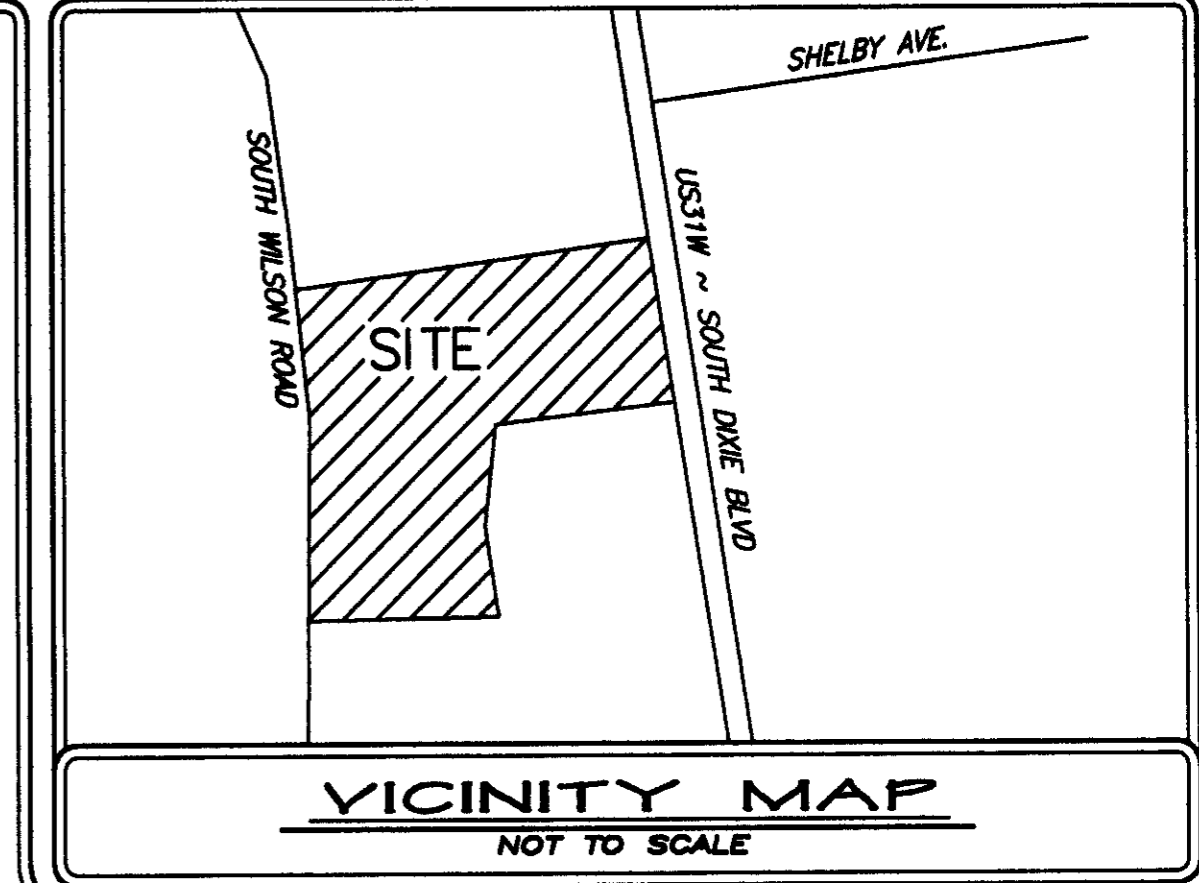 SHELBY AVE.
SOUTH WILSON ROAD
US31W ~ SOUTH DIXIE BLVD
SITE
VICINITY MAP
NOT TO SCALE